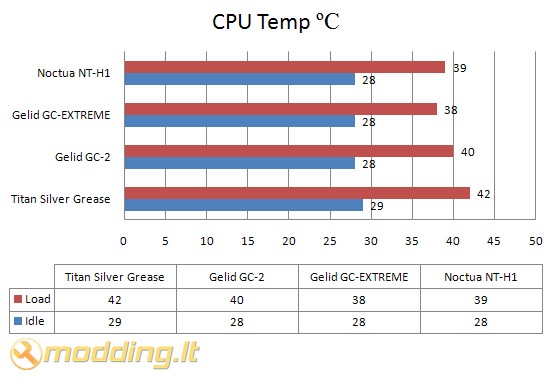 CPU Temp °C
Noctua NT-H1
39
28
Gelid GC-EXTREME
38
28
Gelid GC-2
40
28
Titan Silver Grease
42
29
0 5 10 15 20 25 30 35 40 45 50
Titan Silver Grease Gelid GC-2 Gelid GC-EXTREME Noctua NT-H1
Load 42 40 38 39
Idle 29 28 28 28
modding.lt